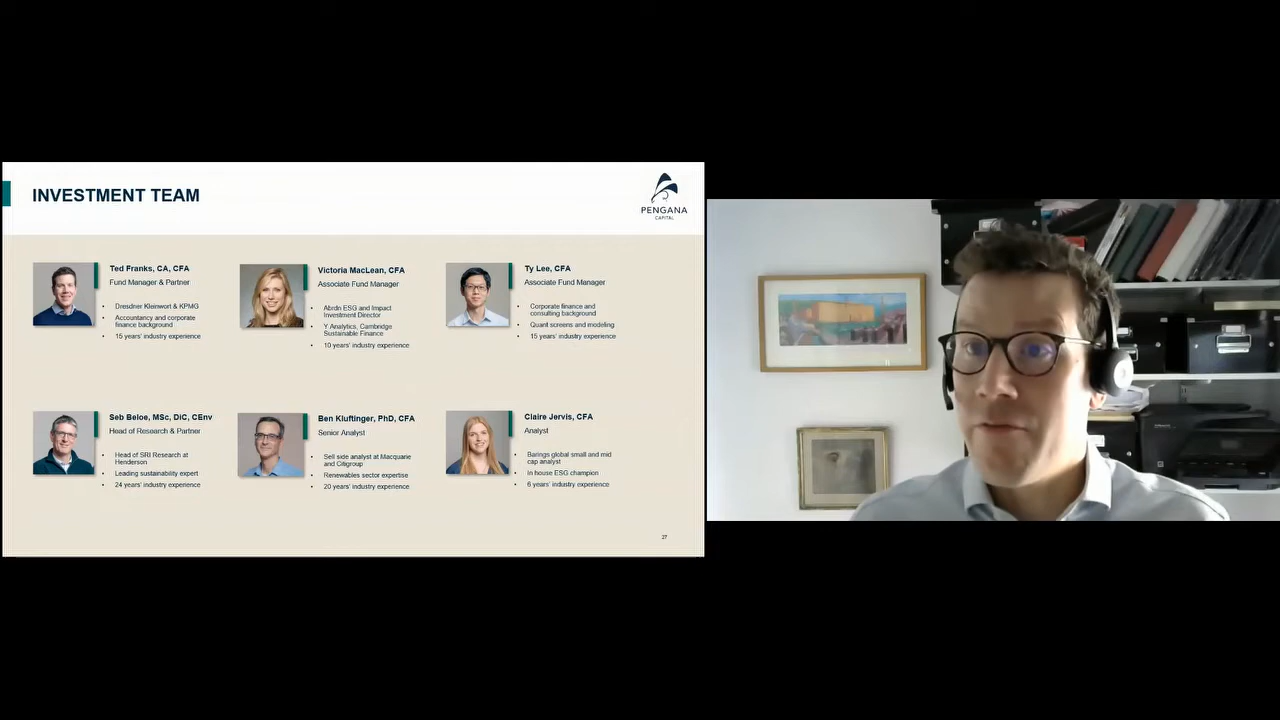 INVESTMENT TEAM
PENGANA
CAPITAL
Ted Franks, CA, CFA
Fund Manager & Partner
• Dresdner Kleinwort & KPMG
• Accountancy and corporate
finance background
• 15 years' industry experience
Victoria MacLean, CFA
Associate Fund Manager
• Abrdn ESG and Impact
Investment Director
• Y Analytics, Cambridge
Sustainable Finance
• 10 years' industry experience
Ty Lee, CFA
Associate Fund Manager
• Corporate finance and
consulting background
• Quant screens and modeling
• 15 years' industry experience
Seb Beloe, MSc, DIC, CEnv
Head of Research & Partner
• Head of SRI Research at
Henderson
• Leading sustainability expert
• 24 years' industry experience
Ben Kluftinger, PhD, CFA
Senior Analyst
• Sell side analyst at Macquarie
and Citigroup
• Renewables sector expertise
• 20 years' industry experience
Claire Jervis, CFA
Analyst
• Barings global small and mid
cap analyst
• In house ESG champion
• 6 years' industry experience
27